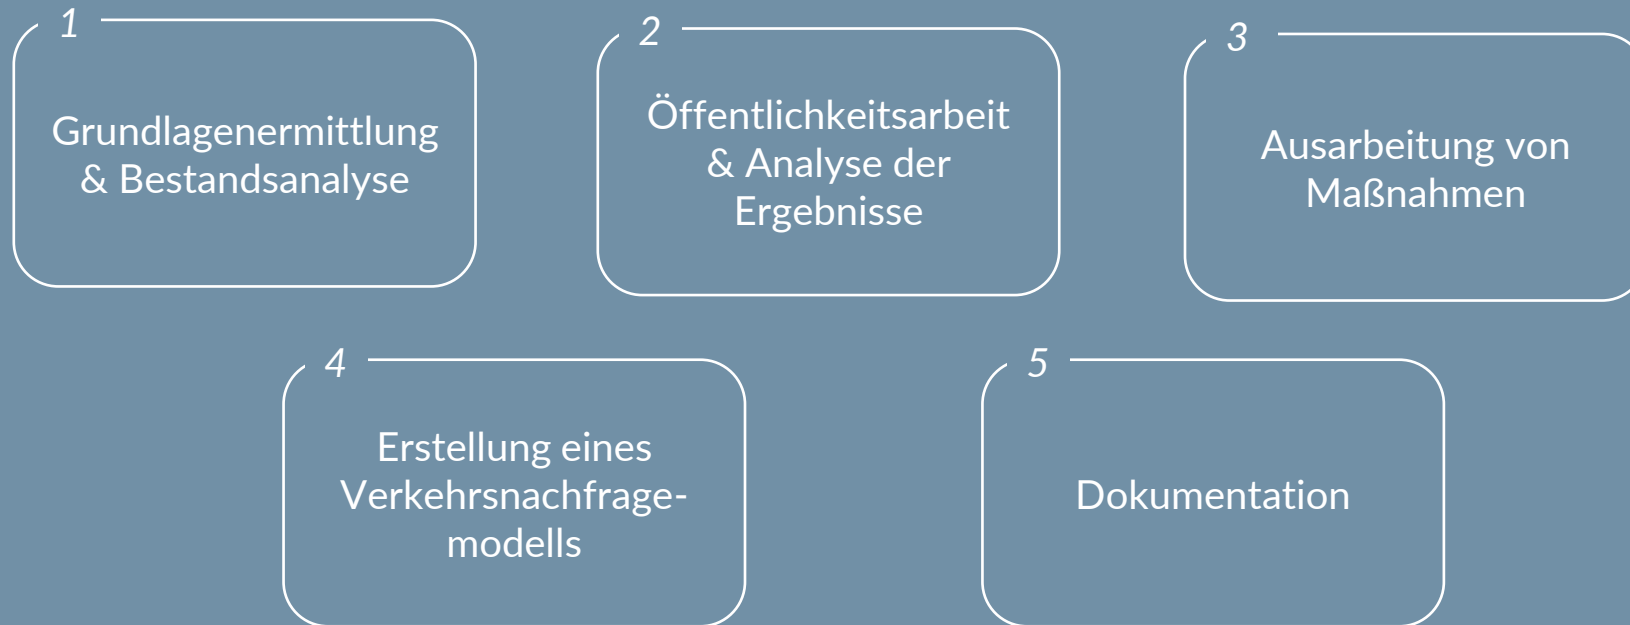 1
Grundlagenermittlung
& Bestandsanalyse
2
Öffentlichkeitsarbeit
& Analyse der
Ergebnisse
3
Ausarbeitung von
Maßnahmen
4
Erstellung eines
Verkehrsnachfrage-
modells
5
Dokumentation